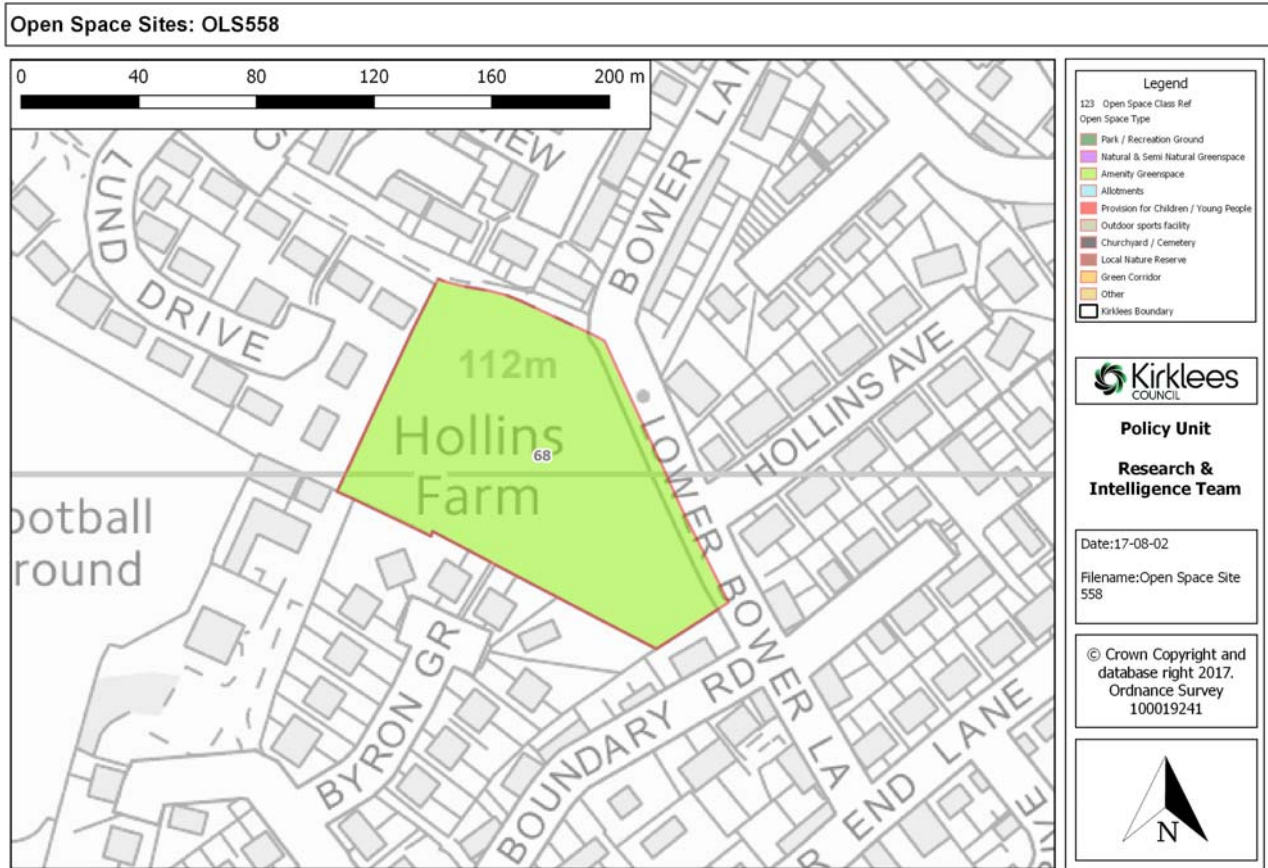 Open Space Sites: OLS558
0 40 80 120 160 200 m
LUND
DRIVE
VIEW
BOWER LAN
112m
Hollins
Farm
68
LOWER BOWER LA
HOLLINS AVE
ootball
round
BYRON GR
BOUNDARY RD
END LANE
Legend
123 Open Space Class Ref
Open Space Type
Park / Recreation Ground
Natural & Semi Natural Greenspace
Amenity Greenspace
Allotments
Provision for Children / Young People
Outdoor sports facility
Churchyard / Cemetery
Local Nature Reserve
Green Corridor
Other
Kirklees Boundary
Kirklees
COUNCIL
Policy Unit
Research &
Intelligence Team
Date:17-08-02
Filename:Open Space Site
558
© Crown Copyright and
database right 2017.
Ordnance Survey
100019241
N